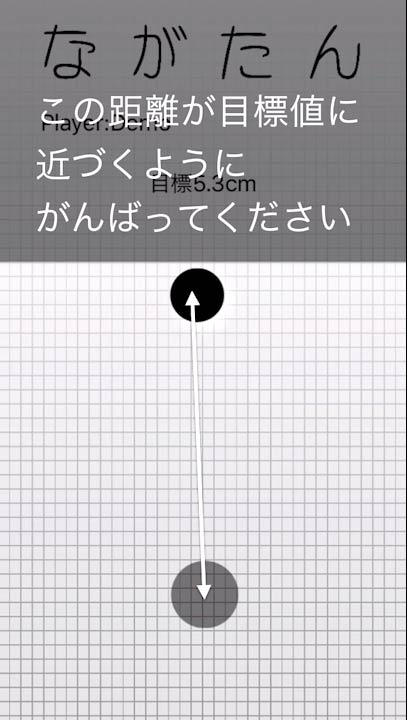 ながたん
この距離が目標値に
Player:Demo
近づくように
目標5.3cm
がんばってください